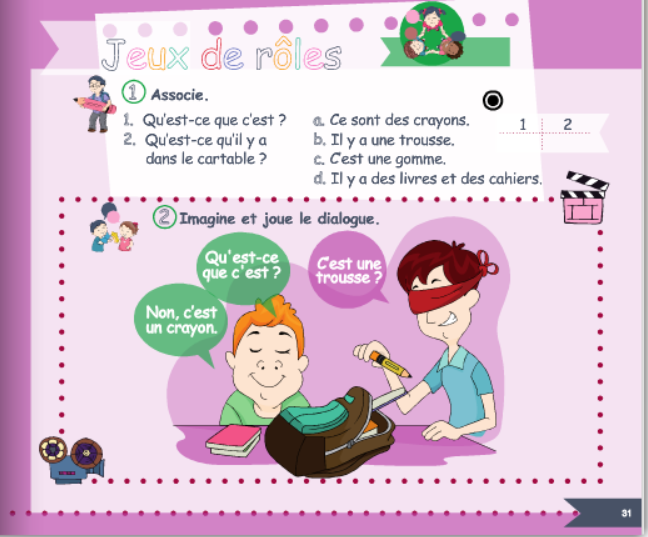 Jeux de rôles
1 Associe.
1. Qu'est-ce que c'est ?
2. Qu'est-ce qu'il y a
dans le cartable ?
a. Ce sont des crayons.
b. Il y a une trousse.
c. C'est une gomme.
d. Il y a des livres et des cahiers.
1 2
2 Imagine et joue le dialogue.
Qu'est-ce
que c'est ?
C'est une
trousse ?
Non, c'est
un crayon.
31